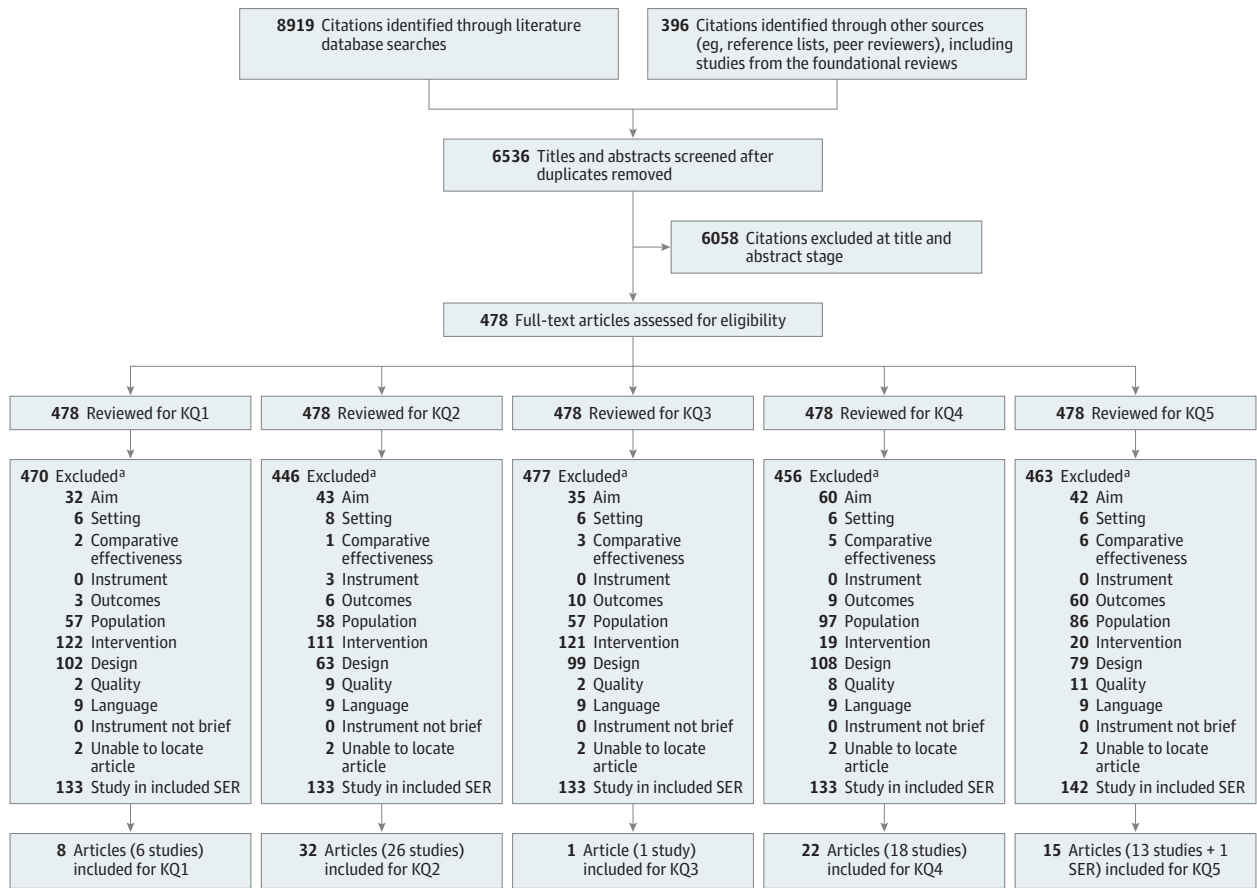 8919 Citations identified through literature
database searches
396 Citations identified through other sources
(eg, reference lists, peer reviewers), including
studies from the foundational reviews
6536 Titles and abstracts screened after
duplicates removed
6058 Citations excluded at title and
abstract stage
478 Full-text articles assessed for eligibility
478 Reviewed for KQ1
478 Reviewed for KQ2
478 Reviewed for KQ3
478 Reviewed for KQ4
478 Reviewed for KQ5
470 Excludeda
32 Aim
6 Setting
2 Comparative
effectiveness
0 Instrument
3 Outcomes
57 Population
122 Intervention
102 Design
2 Quality
9 Language
0 Instrument not brief
2 Unable to locate
article
133 Study in included SER
446 Excludeda
43 Aim
8 Setting
1 Comparative
effectiveness
3 Instrument
6 Outcomes
58 Population
111 Intervention
63 Design
9 Quality
9 Language
0 Instrument not brief
2 Unable to locate
article
133 Study in included SER
477 Excludeda
35 Aim
6 Setting
3 Comparative
effectiveness
0 Instrument
10 Outcomes
57 Population
121 Intervention
99 Design
2 Quality
9 Language
0 Instrument not brief
2 Unable to locate
article
133 Study in included SER
456 Excludeda
60 Aim
6 Setting
5 Comparative
effectiveness
0 Instrument
9 Outcomes
97 Population
19 Intervention
108 Design
8 Quality
9 Language
0 Instrument not brief
2 Unable to locate
article
133 Study in included SER
463 Excludeda
42 Aim
6 Setting
6 Comparative
effectiveness
0 Instrument
60 Outcomes
86 Population
20 Intervention
79 Design
11 Quality
9 Language
0 Instrument not brief
2 Unable to locate
article
142 Study in included SER
8 Articles (6 studies)
included for KQ1
32 Articles (26 studies)
included for KQ2
1 Article (1 study)
included for KQ3
22 Articles (18 studies)
included for KQ4
15 Articles (13 studies + 1
SER) included for KQ5